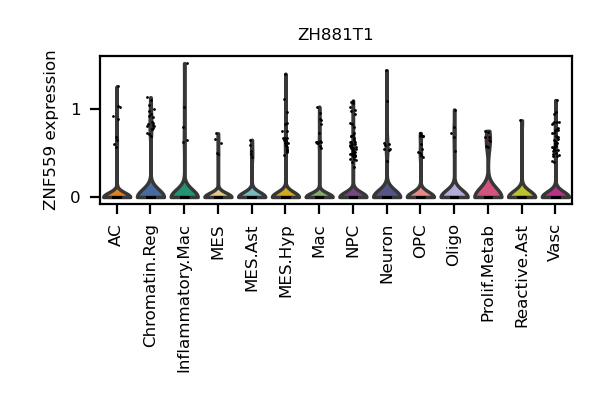 ZH881T1
ZNF559 expression
1
0
AC
Chromatin.Reg
Inflammatory.Mac
MES
MES.Ast
MES.Hyp
Mac
NPC
Neuron
OPC
Oligo
Prolif.Metab
Reactive.Ast
Vasc